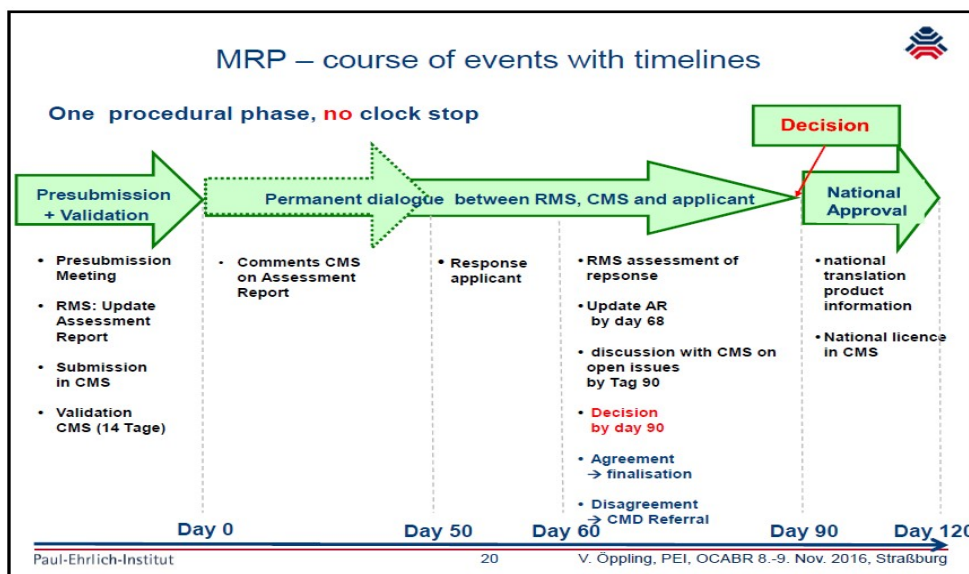 MRP – course of events with timelines
One procedural phase, no clock stop
Decision
Presubmission
+ Validation
Permanent dialogue between RMS, CMS and applicant
National
Approval
• Presubmission
Meeting
• RMS: Update
Assessment
Report
• Submission
in CMS
• Validation
CMS (14 Tage)
• Comments CMS
on Assessment
Report
• Response
applicant
• RMS assessment of
repsonse
• Update AR
by day 68
• discussion with CMS on
open issues
by Tag 90
• Decision
by day 90
• Agreement
→ finalisation
• Disagreement
→ CMD Referral
• national
translation
product
information
• National licence
in CMS
Day 0
Day 50
Day 60
Day 90
Day 120
Paul-Ehrlich-Institut
20
V. Öppling, PEI, OCABR 8.-9. Nov. 2016, Straßburg